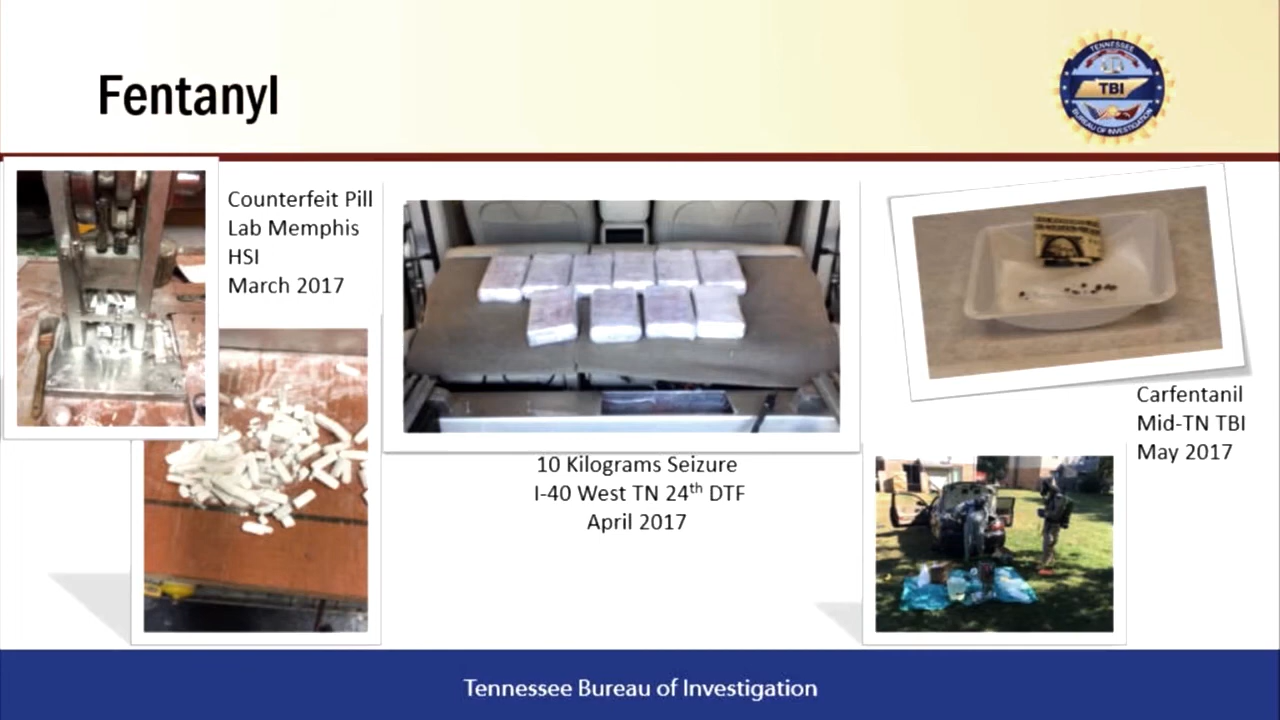 Fentanyl
TENNESSEE
TBI
BUREAU OF INVESTIGATION
Counterfeit Pill
Lab Memphis
HSI
March 2017
10 Kilograms Seizure
I-40 West TN 24th DTF
April 2017
Carfentanil
Mid-TN TBI
May 2017
Tennessee Bureau of Investigation